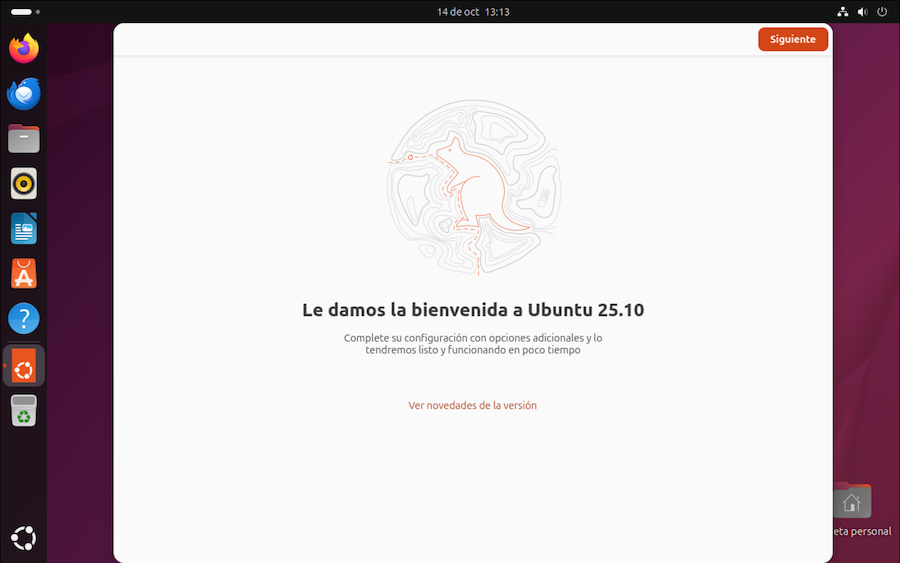 14 de oct 13:13
Siguiente
Le damos la bienvenida a Ubuntu 25.10
Complete su configuración con opciones adicionales y lo
tendremos listo y funcionando en poco tiempo
Ver novedades de la versión
eta personal